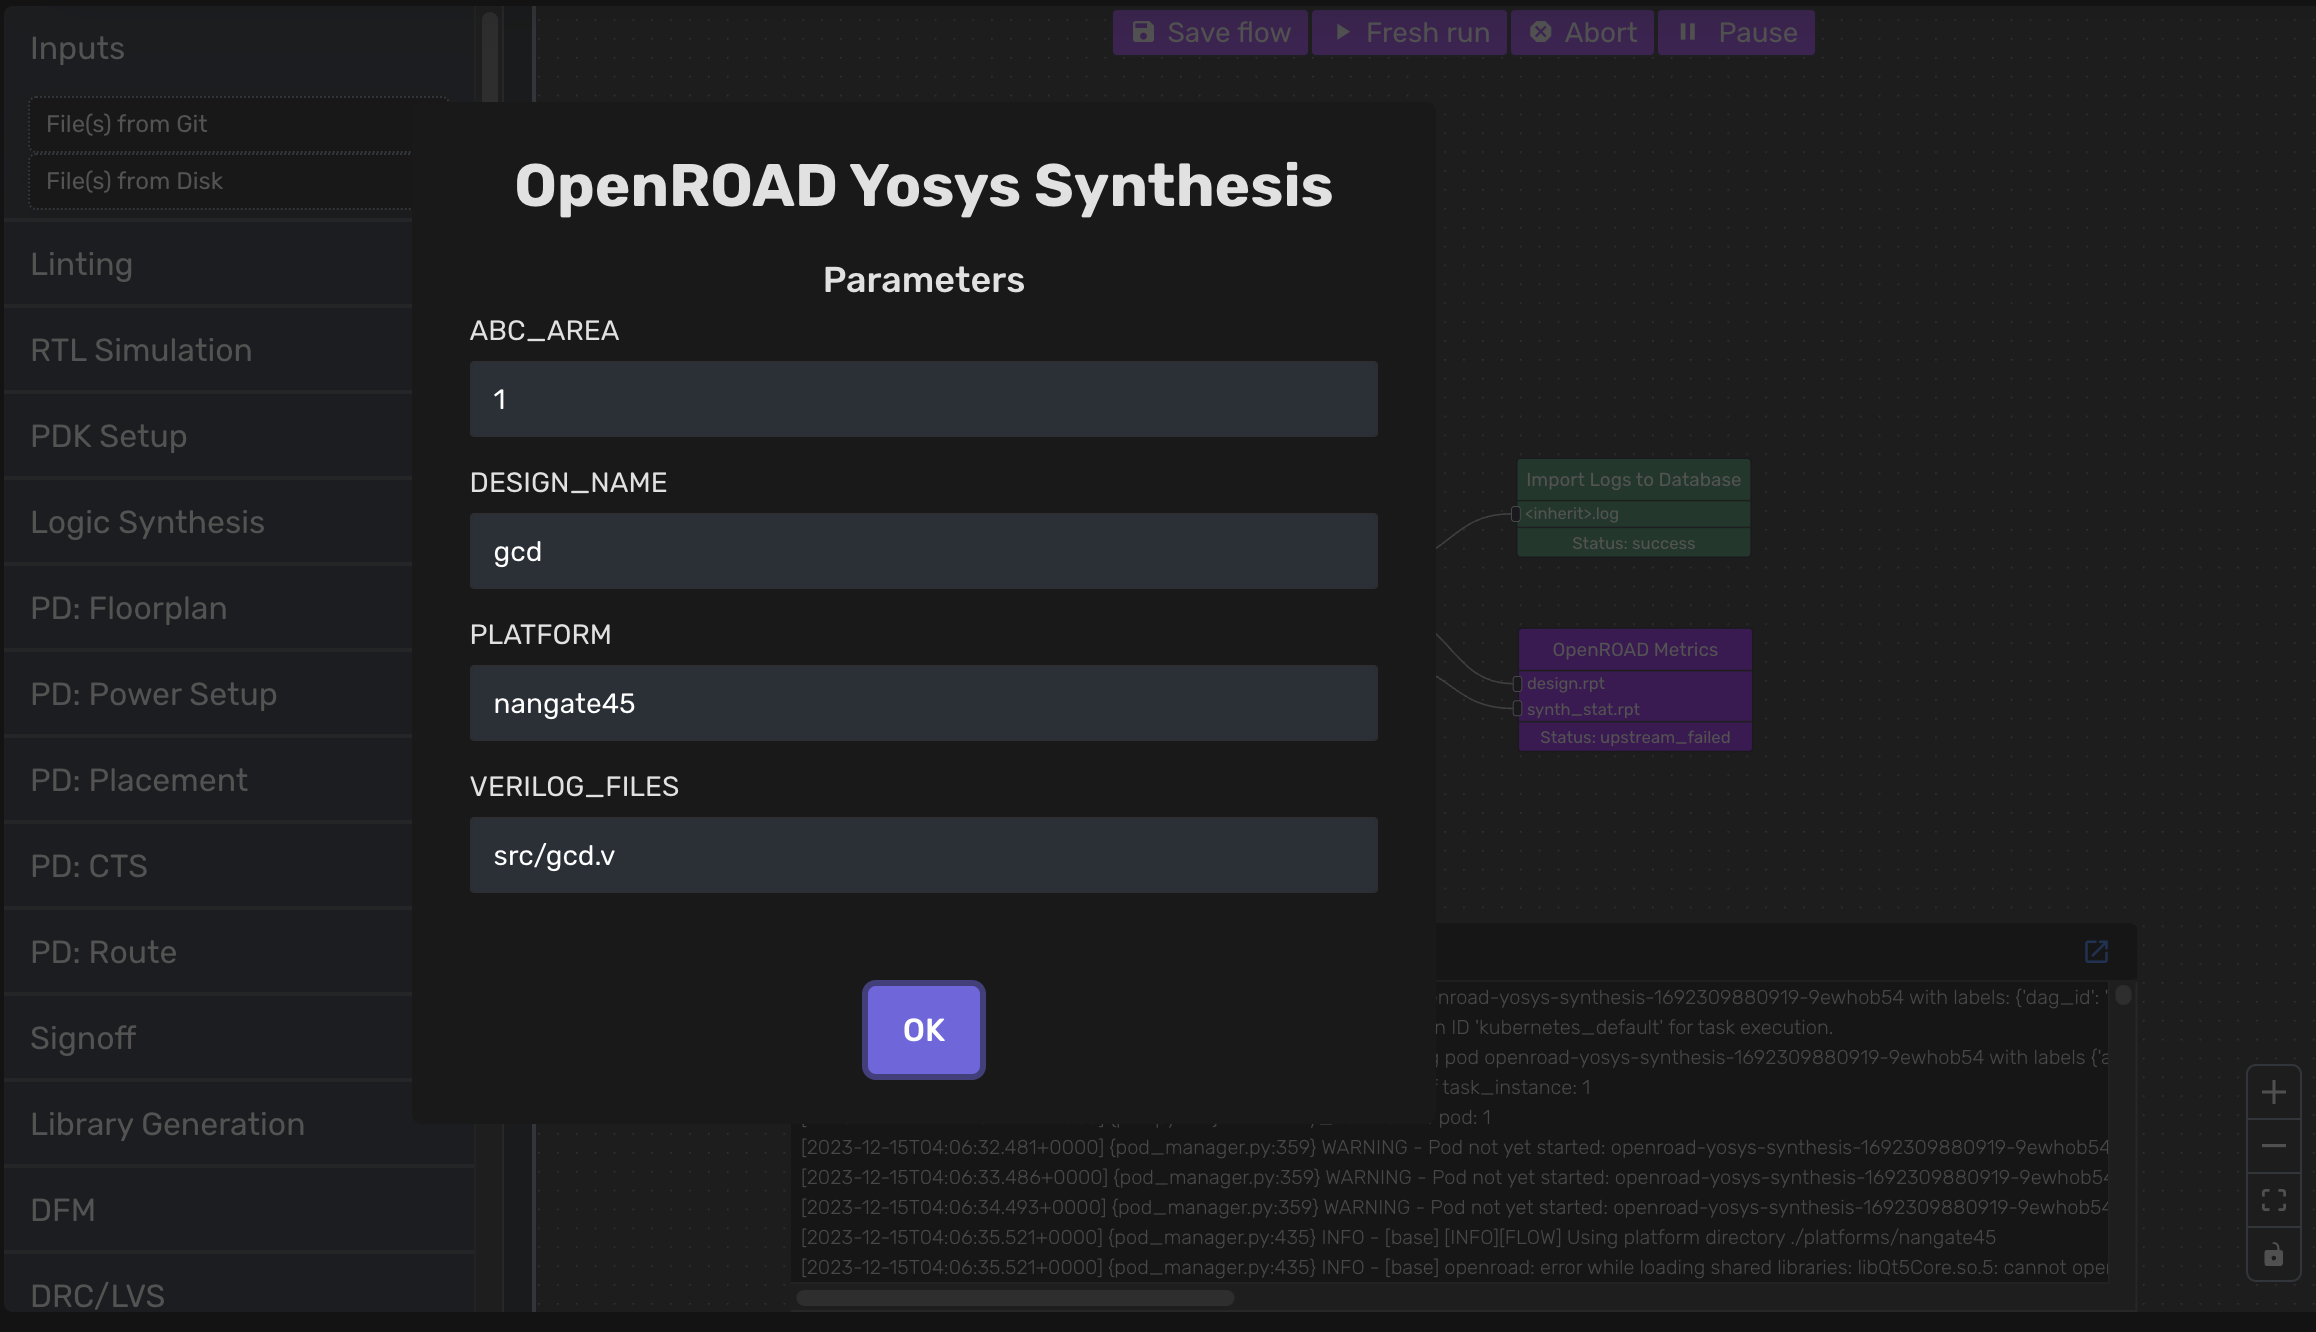 Inputs
File(s) from Git
File(s) from Disk
Linting
RTL Simulation
PDK Setup
Logic Synthesis
PD: Floorplan
PD: Power Setup
PD: Placement
PD: CTS
PD: Route
Signoff
Library Generation
DFM
DRC/LVS
Save flow
Fresh run
Abort
Pause
OpenROAD Yosys Synthesis
Parameters
ABC_AREA
1
DESIGN_NAME
gcd
PLATFORM
nangate45
VERILOG_FILES
src/gcd.v
OK
Import Logs to Database
<inherit>.log
Status: success
OpenROAD Metrics
design.rpt
synth_stat.rpt
Status: upstream_failed
nroad-yosys-synthesis-1692309880919-9ewhob54 with labels: {'dag_id': '
n ID 'kubernetes_default' for task execution.
pod openroad-yosys-synthesis-1692309880919-9ewhob54 with labels {'a
task_instance: 1
pod: 1
[2023-12-15T04:06:32.481+0000] {pod_manager.py:359} WARNING - Pod not yet started: openroad-yosys-synthesis-1692309880919-9ewhob54
[2023-12-15T04:06:33.486+0000] {pod_manager.py:359} WARNING - Pod not yet started: openroad-yosys-synthesis-1692309880919-9ewhob54
[2023-12-15T04:06:34.493+0000] {pod_manager.py:359} WARNING - Pod not yet started: openroad-yosys-synthesis-1692309880919-9ewhob54
[2023-12-15T04:06:35.521+0000] {pod_manager.py:435} INFO - [base] [INFO][FLOW] Using platform directory ./platforms/nangate45
[2023-12-15T04:06:35.521+0000] {pod_manager.py:435} INFO - [base] openroad: error while loading shared libraries: libQt5Core.so.5: cannot oper